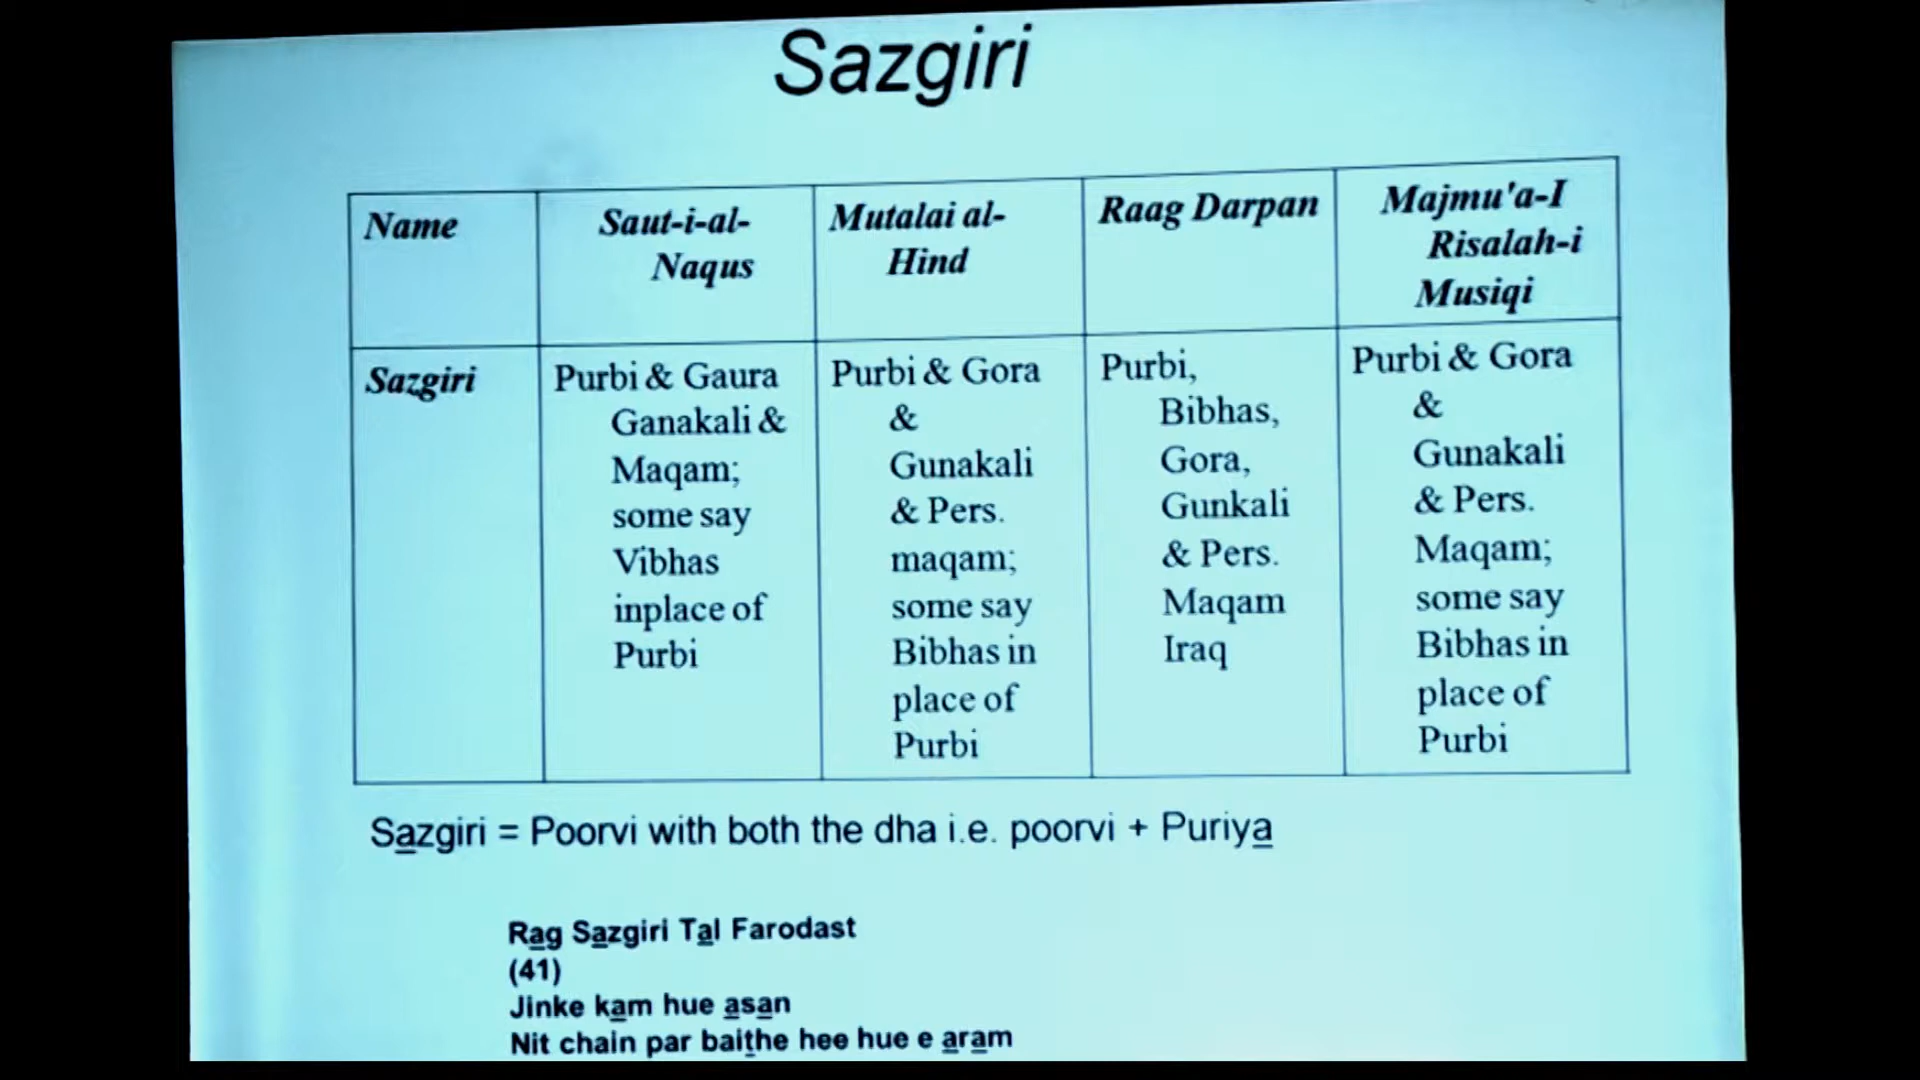 Sazgiri
Name
Saut-i-al-
Naqus
Mutalai al-
Hind
Raag Darpan
Majmu'a-I
Risalah-i
Musiqi
Sazgiri
Purbi & Gaura
Ganakali &
Maqam;
some say
Vibhas
inplace of
Purbi
Purbi & Gora
&
Gunakali
& Pers.
maqam;
some say
Bibhas in
place of
Purbi
Purbi,
Bibhas,
Gora,
Gunkali
& Pers.
Maqam
Iraq
Purbi & Gora
&
Gunakali
& Pers.
Maqam;
some say
Bibhas in
place of
Purbi
Sazgiri = Poorvi with both the dha i.e. poorvi + Puriya
Rag Sazgiri Tal Farodast
(41)
Jinke kam hue asan
Nit chain par baithe hee hue e aram